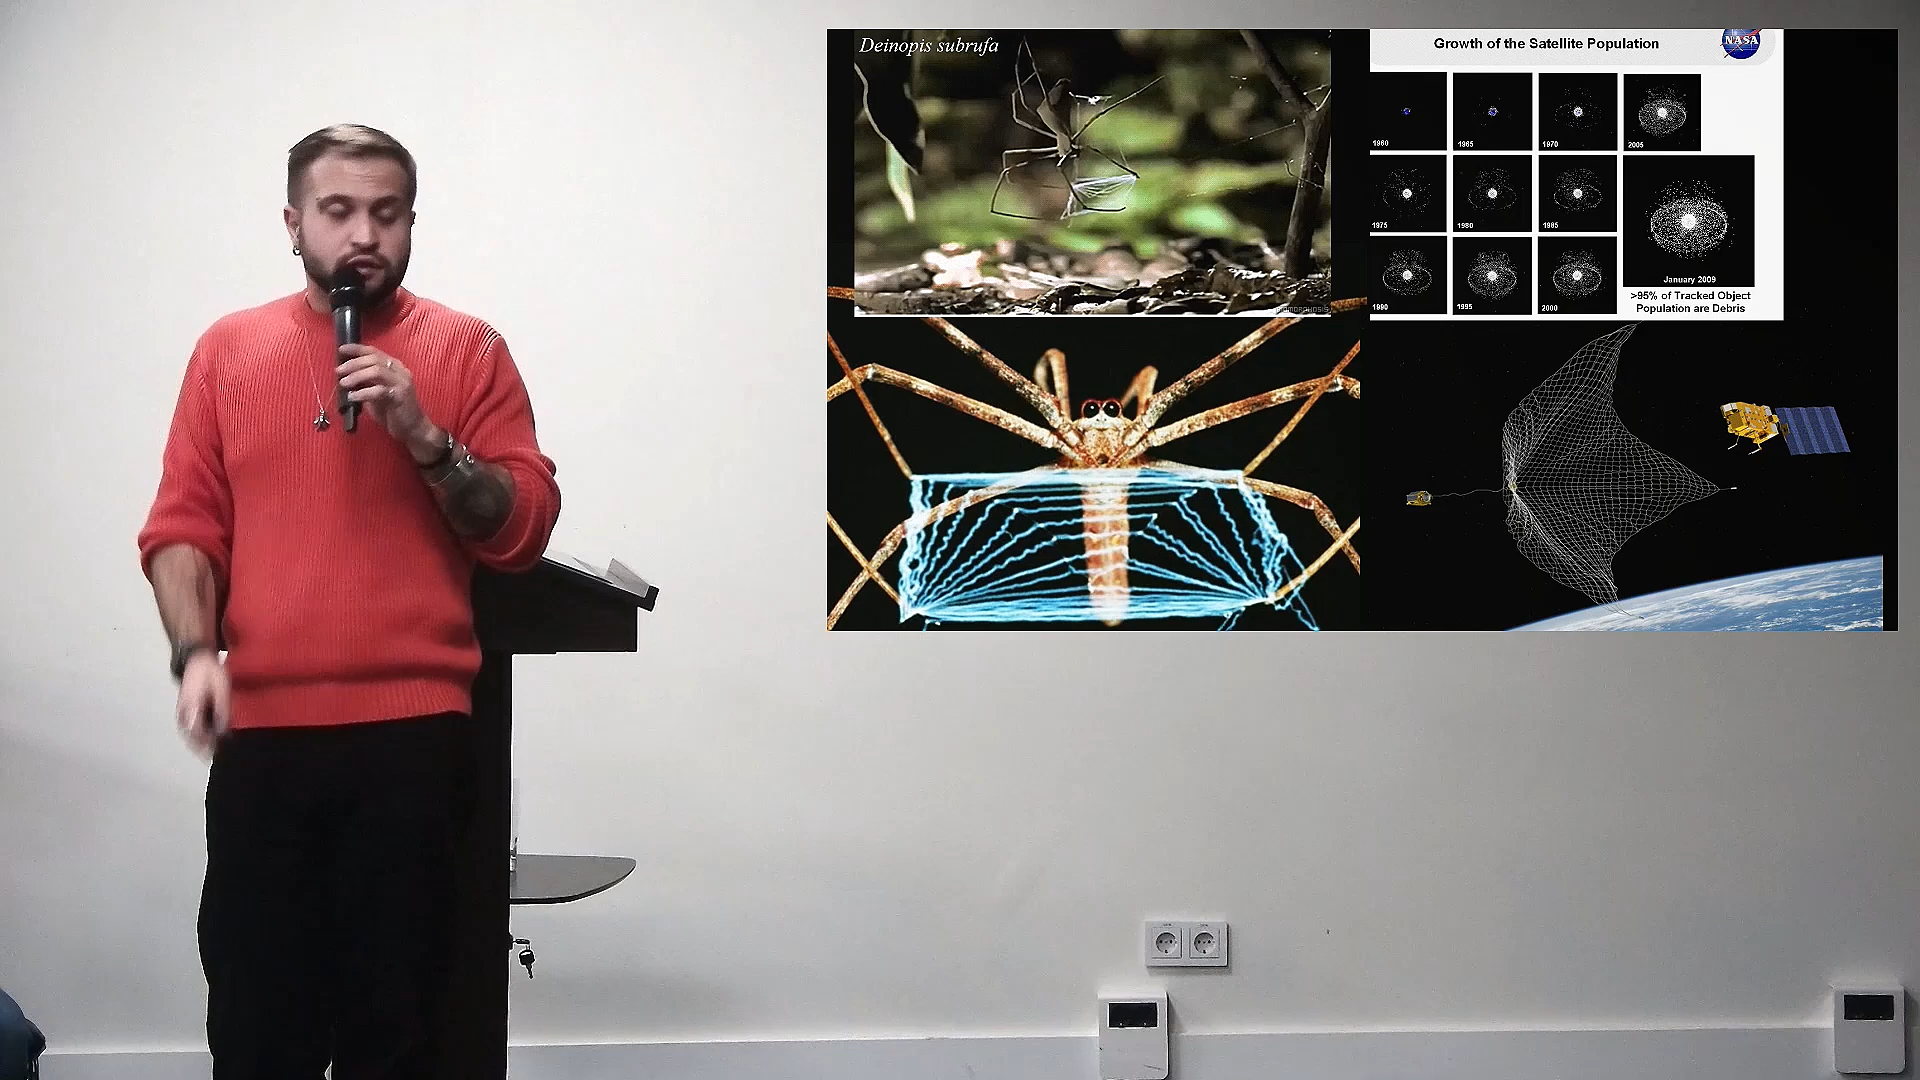 Deinopis subrufa
Growth of the Satellite Population
NASA
1960
1965
1970
2005
1975
1980
1985
1990
1995
2000
January 2009
>95% of Tracked Object
Population are Debris